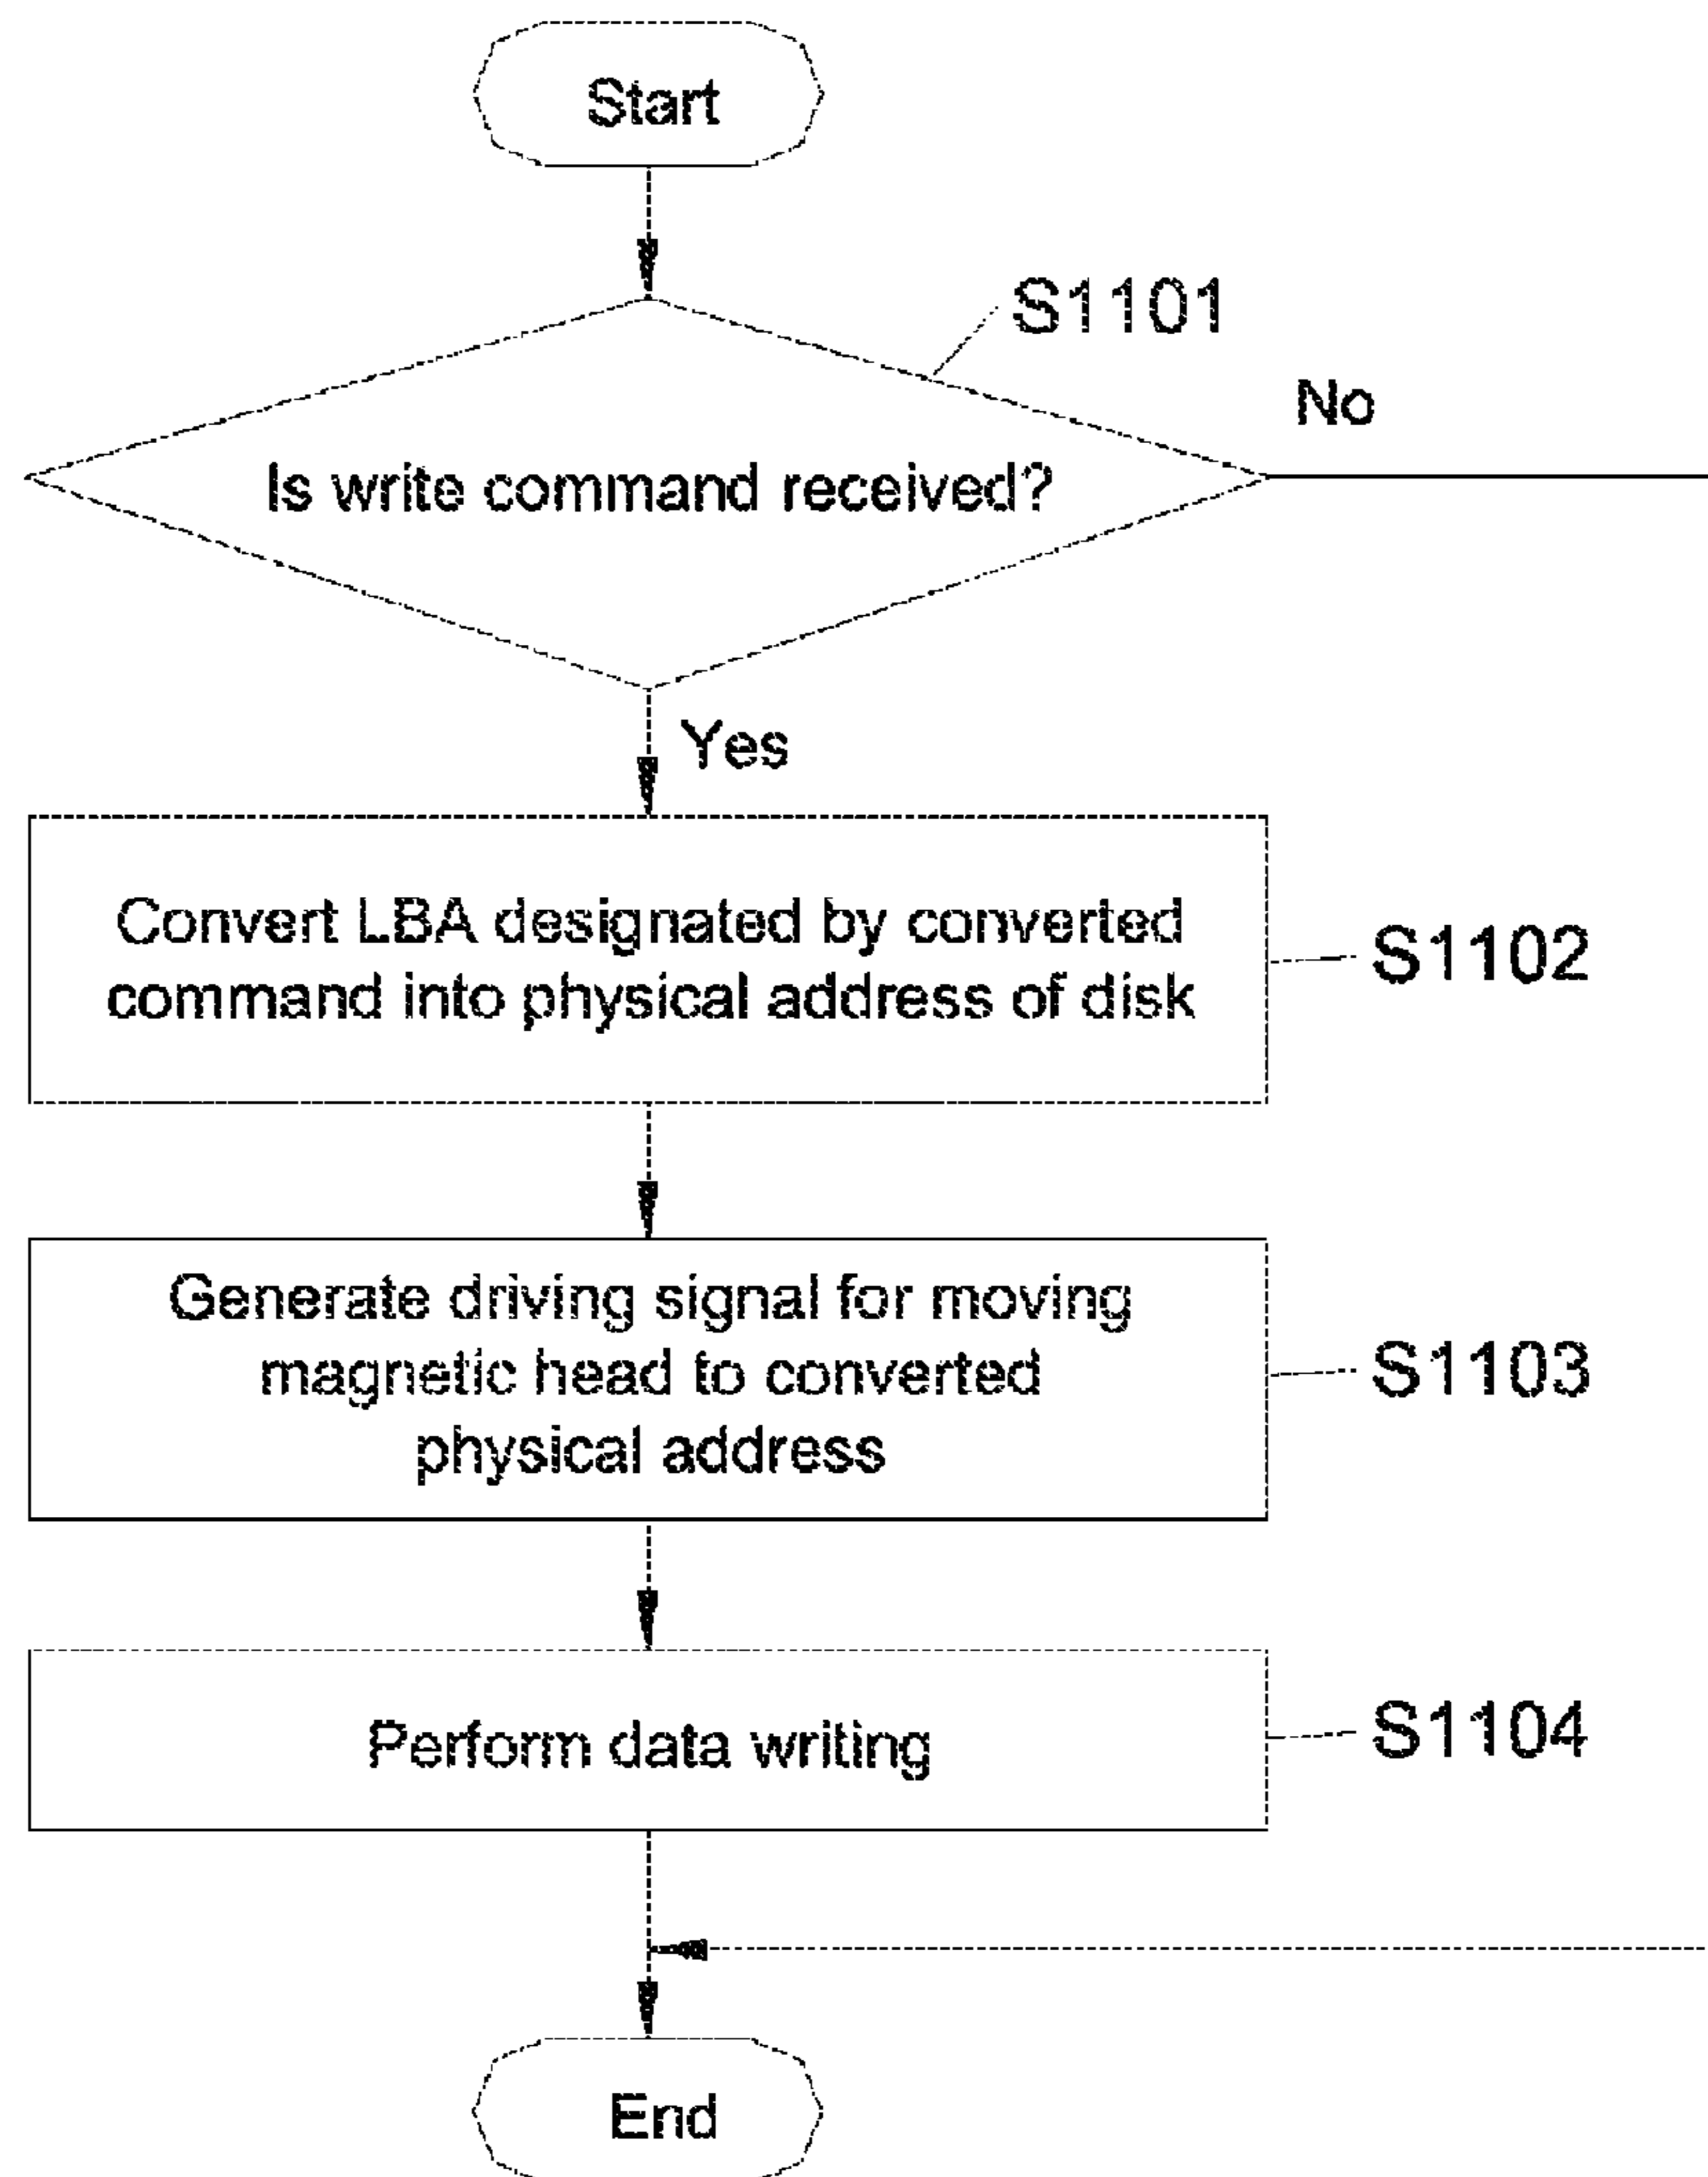 Start
S1101
No
Is write command received?
Yes
Convert LBA designated by converted
command into physical address of disk
S1102
Generate driving signal for moving
magnetic head to converted
physical address
S1103
Perform data writing
S1104
End